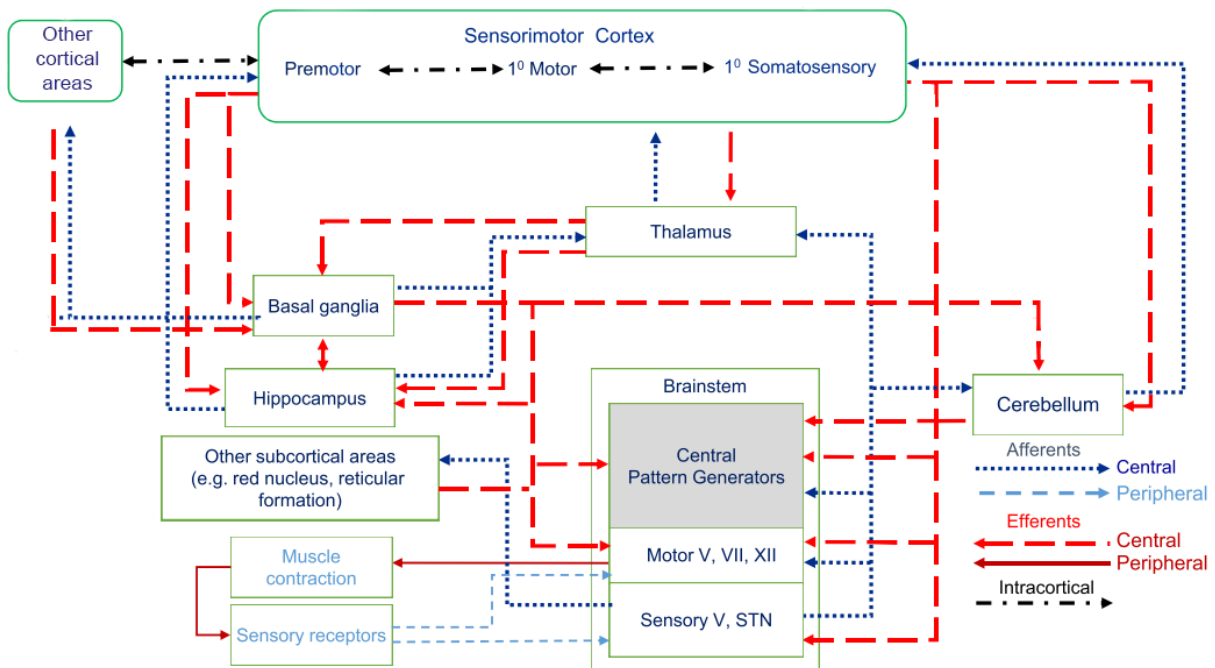 Other
cortical
areas
Sensorimotor Cortex
Premotor
1⁰ Motor
1⁰ Somatosensory
Thalamus
Basal ganglia
Hippocampus
Brainstem
Cerebellum
Central
Pattern Generators
Other subcortical areas
(e.g. red nucleus, reticular
formation)
Motor V, VII, XII
Muscle
contraction
Sensory V, STN
Sensory receptors
Afferents
Central
Peripheral
Efferents
Central
Peripheral
Intracortical